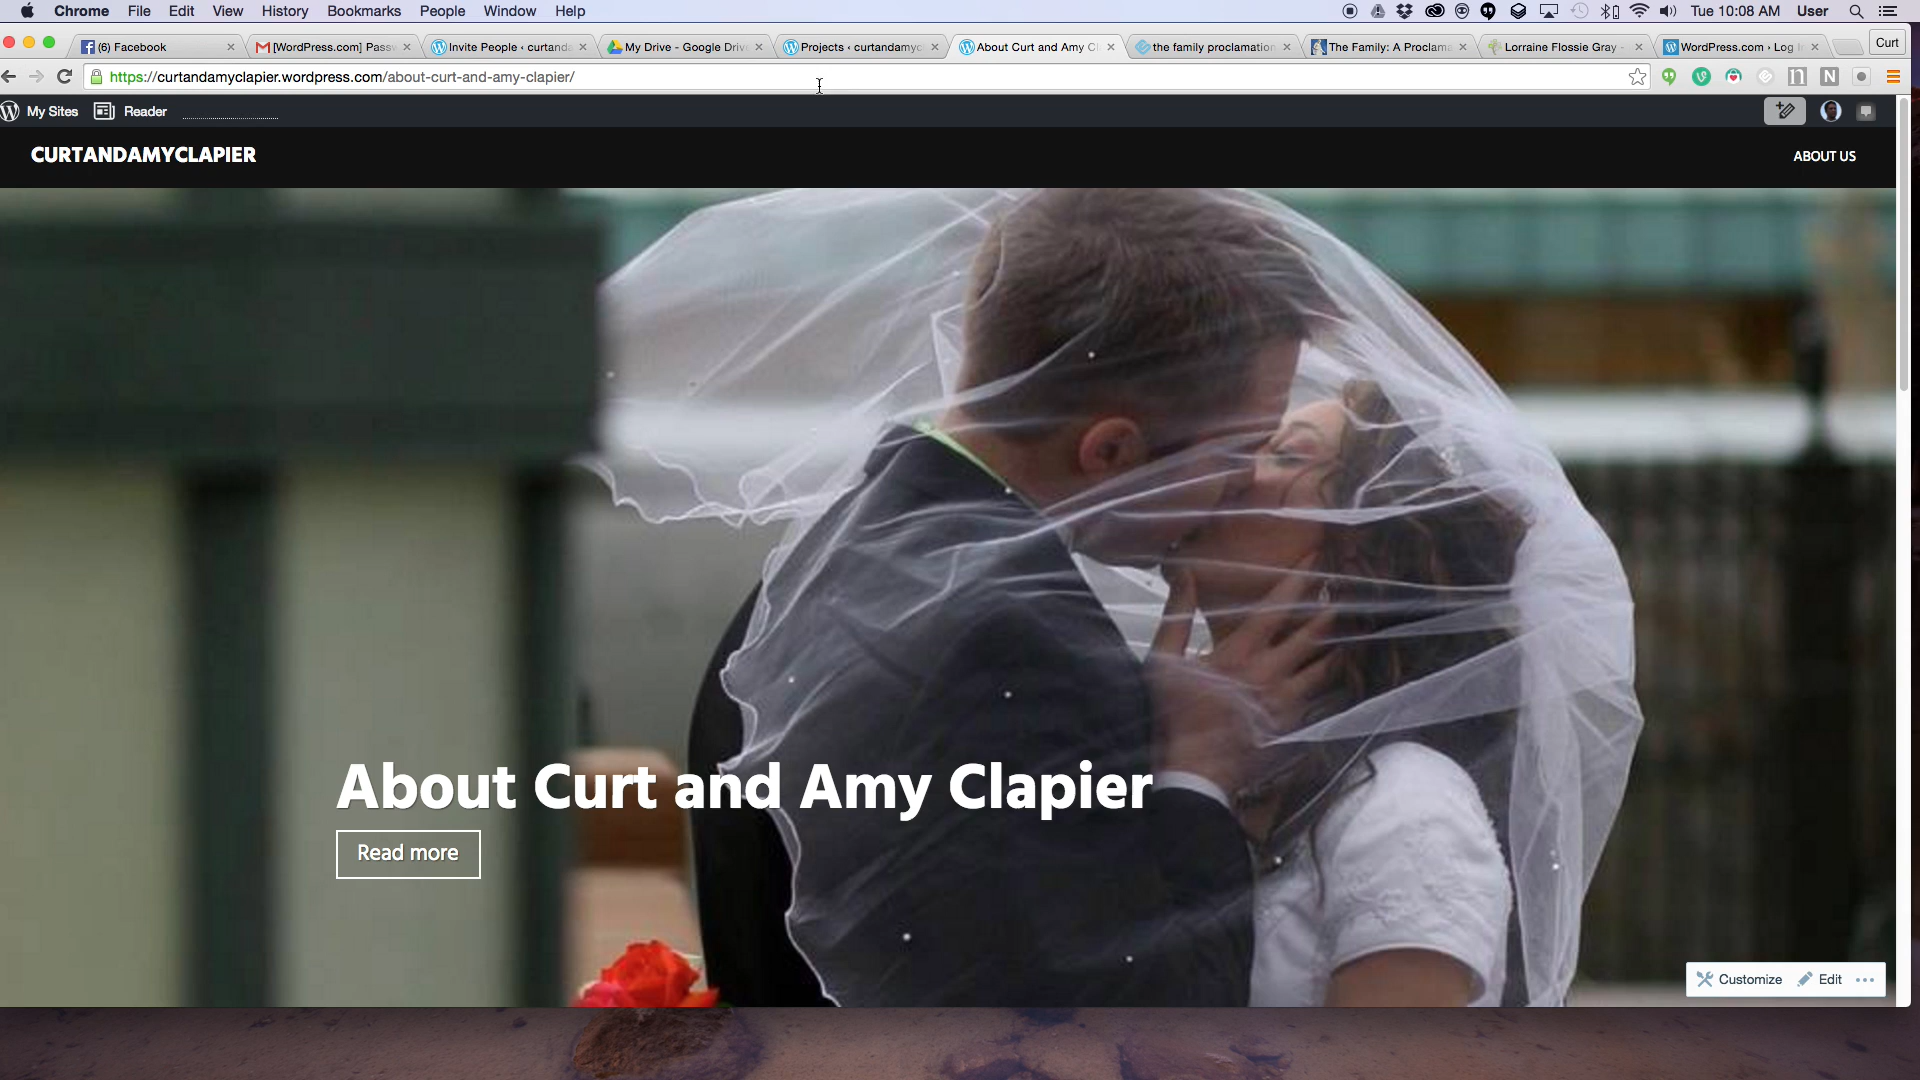 Chrome File Edit View History Bookmarks People Window Help Tue 10:08 AM User
(6) Facebook [WordPress.com] Passw Invite People ‹ curtanda My Drive - Google Drive Projects ‹ curtandamyc About Curt and Amy Cl the family proclamation The Family: A Proclama Lorraine Flossie Gray - WordPress.com › Log I Curt
https://curtandamyclapier.wordpress.com/about-curt-and-amy-clapier/
My Sites Reader
CURTANDAMYCLAPIER ABOUT US
About Curt and Amy Clapier
Read more
Customize Edit